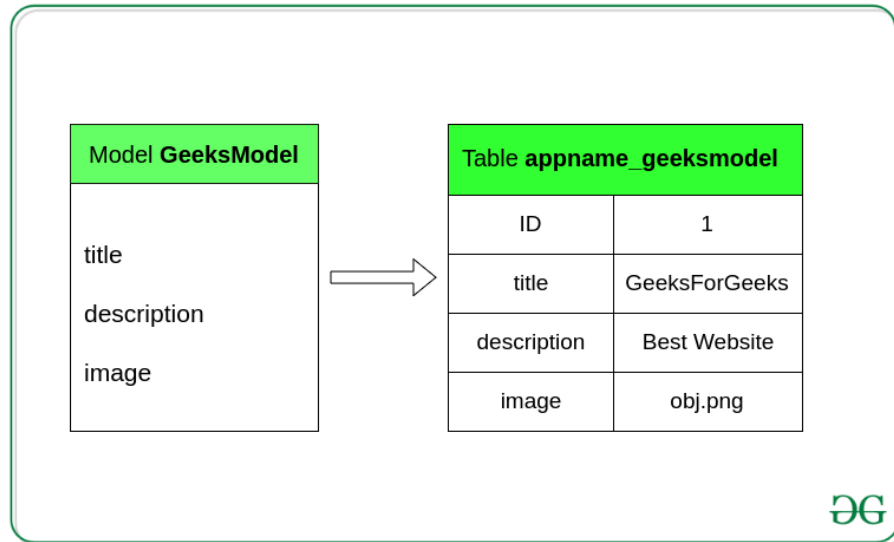 Model GeeksModel
title
description
image
Table appname_geeksmodel
ID 1
title GeeksForGeeks
description Best Website
image obj.png